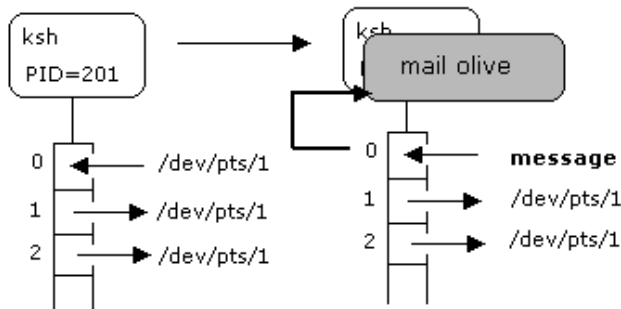 ksh
PID=201
ksh
mail olive
0 /dev/pts/1
1 /dev/pts/1
2 /dev/pts/1
0 message
1 /dev/pts/1
2 /dev/pts/1